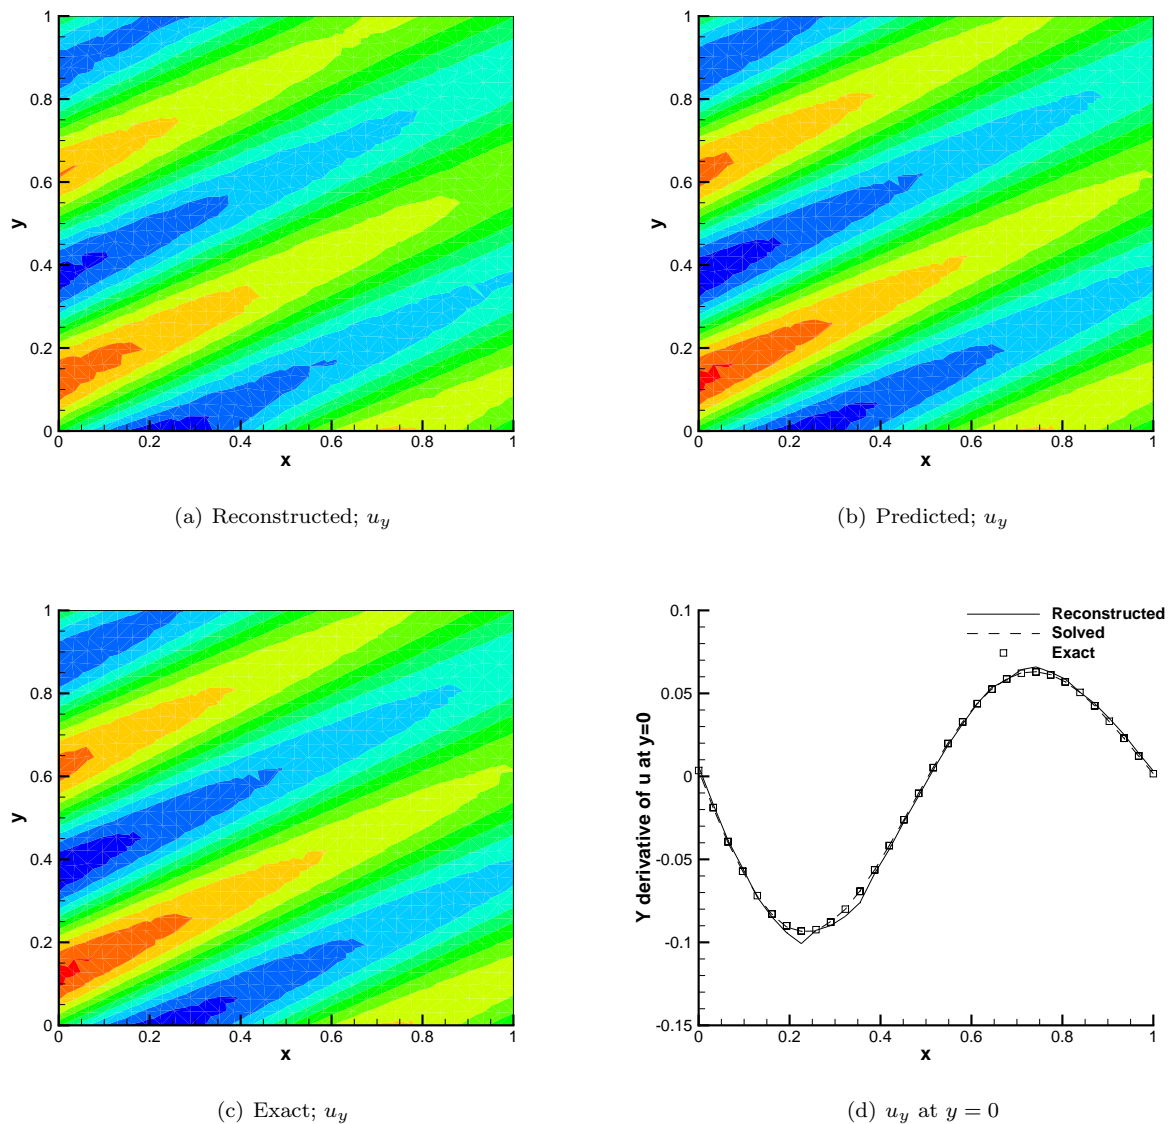 1
0.8
0.6
0.4
0.2
0
y
0 0.2 0.4 0.6 0.8 1
x
(a) Reconstructed; u_y
1
0.8
0.6
0.4
0.2
0
y
0 0.2 0.4 0.6 0.8 1
x
(b) Predicted; u_y
1
0.8
0.6
0.4
0.2
0
y
0 0.2 0.4 0.6 0.8 1
x
(c) Exact; u_y
0.1
0.05
0
-0.05
-0.1
-0.15
Y derivative of u at y=0
Reconstructed
Solved
Exact
0 0.2 0.4 0.6 0.8 1
x
(d) u_y at y = 0